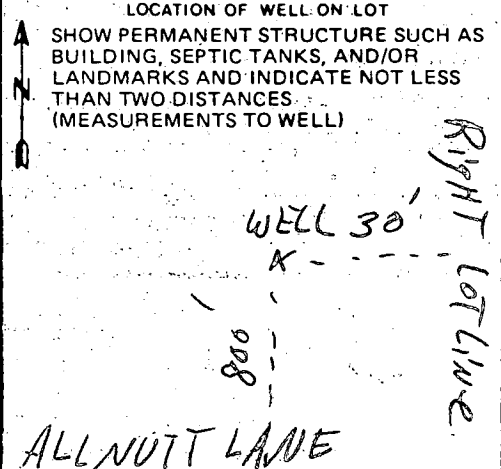 LOCATION OF WELL ON LOT
SHOW PERMANENT STRUCTURE SUCH AS
BUILDING, SEPTIC TANKS, AND/OR
LANDMARKS AND INDICATE NOT LESS
THAN TWO DISTANCES
(MEASUREMENTS TO WELL)
N
WELL 30'
RIGHT LOT LINE
800'
ALLNUTT LANE